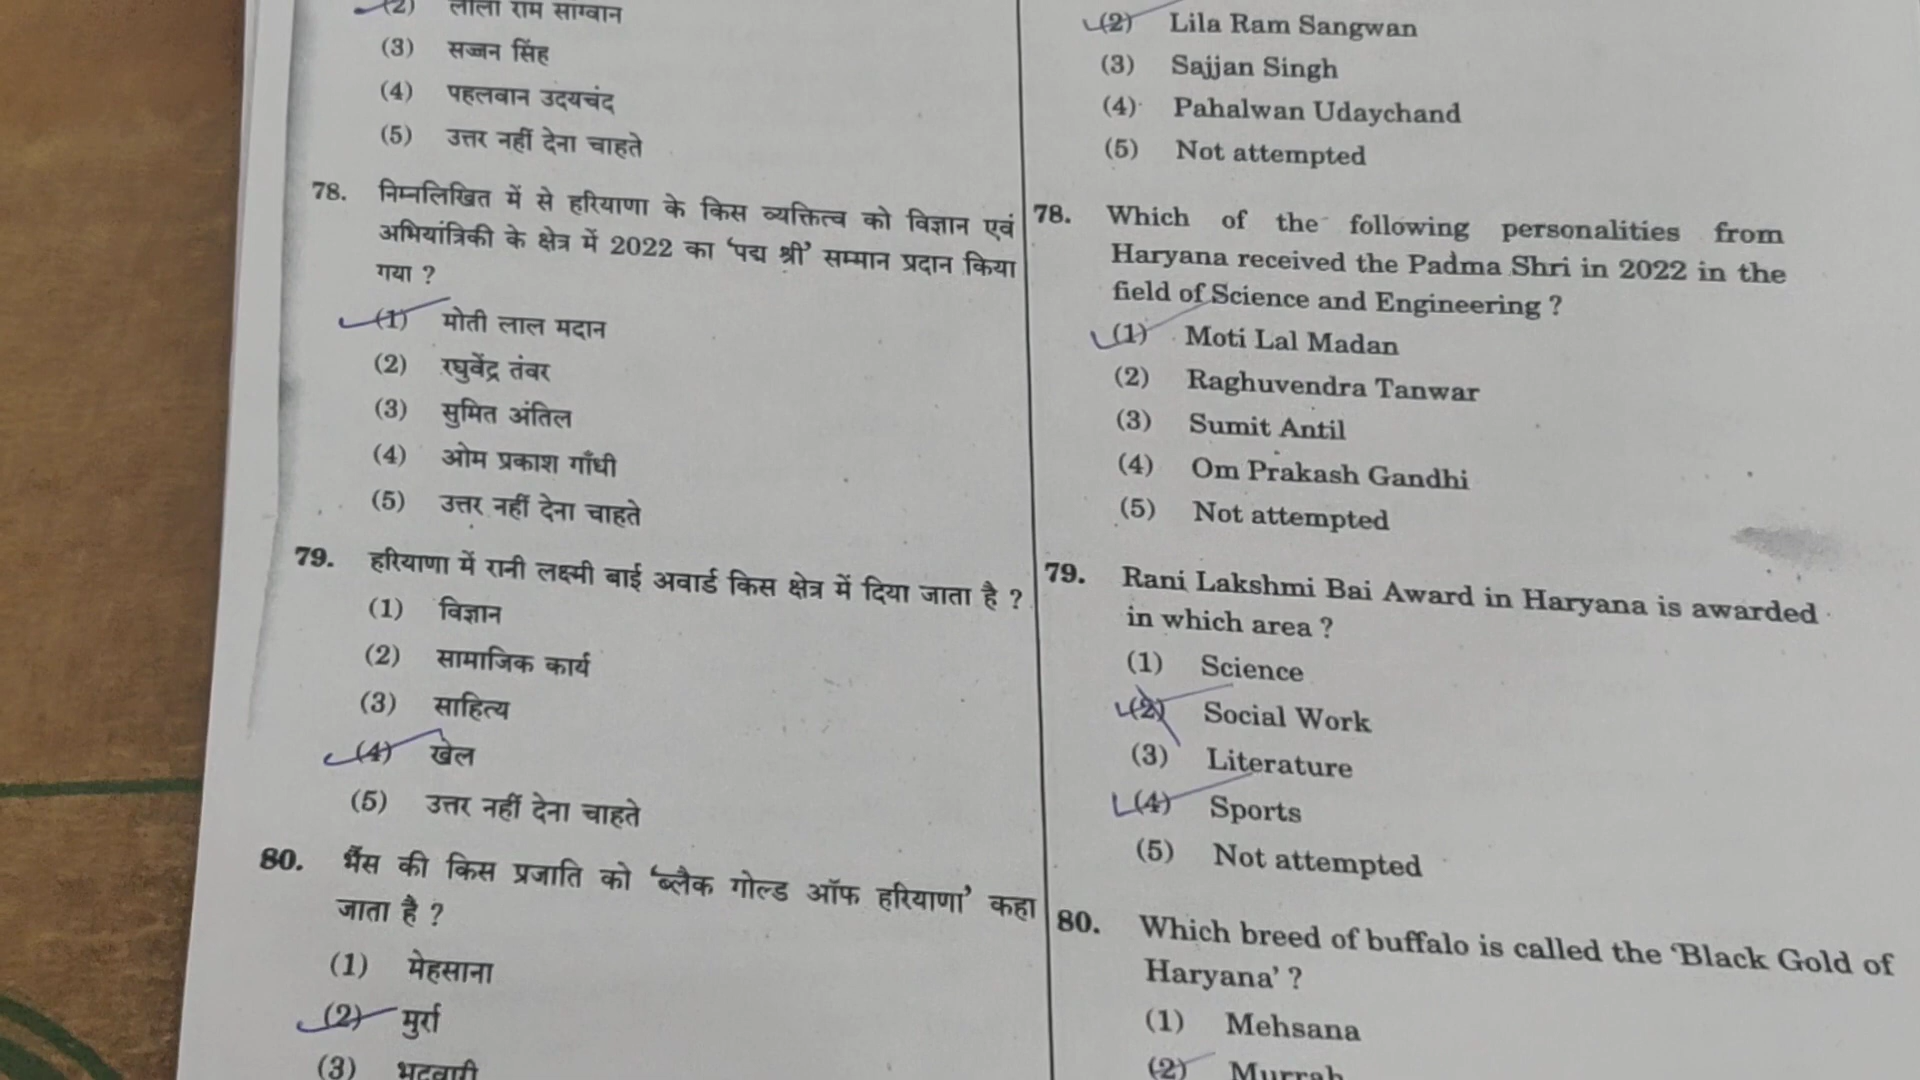 (2) लीला राम सांग्वान
(3) सज्जन सिंह
(4) पहलवान उदयचंद
(5) उत्तर नहीं देना चाहते
78. निम्नलिखित में से हरियाणा के किस व्यक्तित्व को विज्ञान एवं
अभियांत्रिकी के क्षेत्र में 2022 का ‘पद्म श्री’ सम्मान प्रदान किया
गया ?
(1) मोती लाल मदान
(2) रघुवेंद्र तंवर
(3) सुमित अंतिल
(4) ओम प्रकाश गाँधी
(5) उत्तर नहीं देना चाहते
79. हरियाणा में रानी लक्ष्मी बाई अवार्ड किस क्षेत्र में दिया जाता है ?
(1) विज्ञान
(2) सामाजिक कार्य
(3) साहित्य
(4) खेल
(5) उत्तर नहीं देना चाहते
80. भैंस की किस प्रजाति को ‘ब्लैक गोल्ड ऑफ हरियाणा’ कहा
जाता है ?
(1) मेहसाना
(2) मुर्रा
(3) भदवारी
(2) Lila Ram Sangwan
(3) Sajjan Singh
(4) Pahalwan Udaychand
(5) Not attempted
78. Which of the following personalities from
Haryana received the Padma Shri in 2022 in the
field of Science and Engineering ?
(1) Moti Lal Madan
(2) Raghuvendra Tanwar
(3) Sumit Antil
(4) Om Prakash Gandhi
(5) Not attempted
79. Rani Lakshmi Bai Award in Haryana is awarded
in which area ?
(1) Science
(2) Social Work
(3) Literature
(4) Sports
(5) Not attempted
80. Which breed of buffalo is called the ‘Black Gold of
Haryana’ ?
(1) Mehsana
(2) Murrah